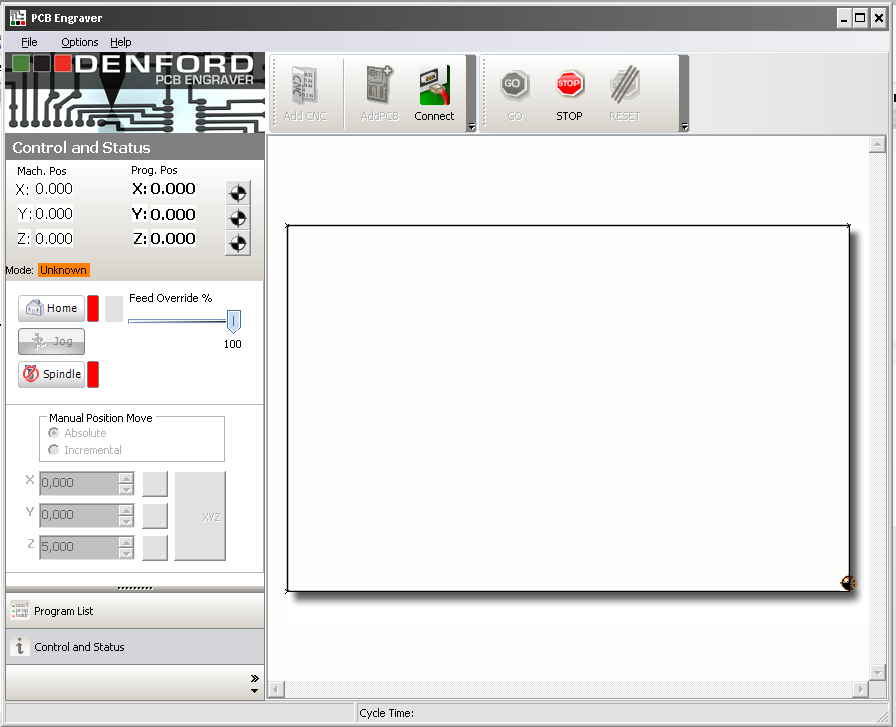 PCB Engraver
File Options Help
DENFORD
PCB ENGRAVER
Add CNC AddPCB Connect GO GO STOP STOP RESET
Control and Status
Mach. Pos Prog. Pos
X: 0.000 X: 0.000
Y: 0.000 Y: 0.000
Z: 0.000 Z: 0.000
Mode: Unknown
Home Feed Override %
Jog 100
Spindle
Manual Position Move
Absolute
Incremental
X 0,000
Y 0,000 XYZ
Z 5,000
Program List
Control and Status
Cycle Time: